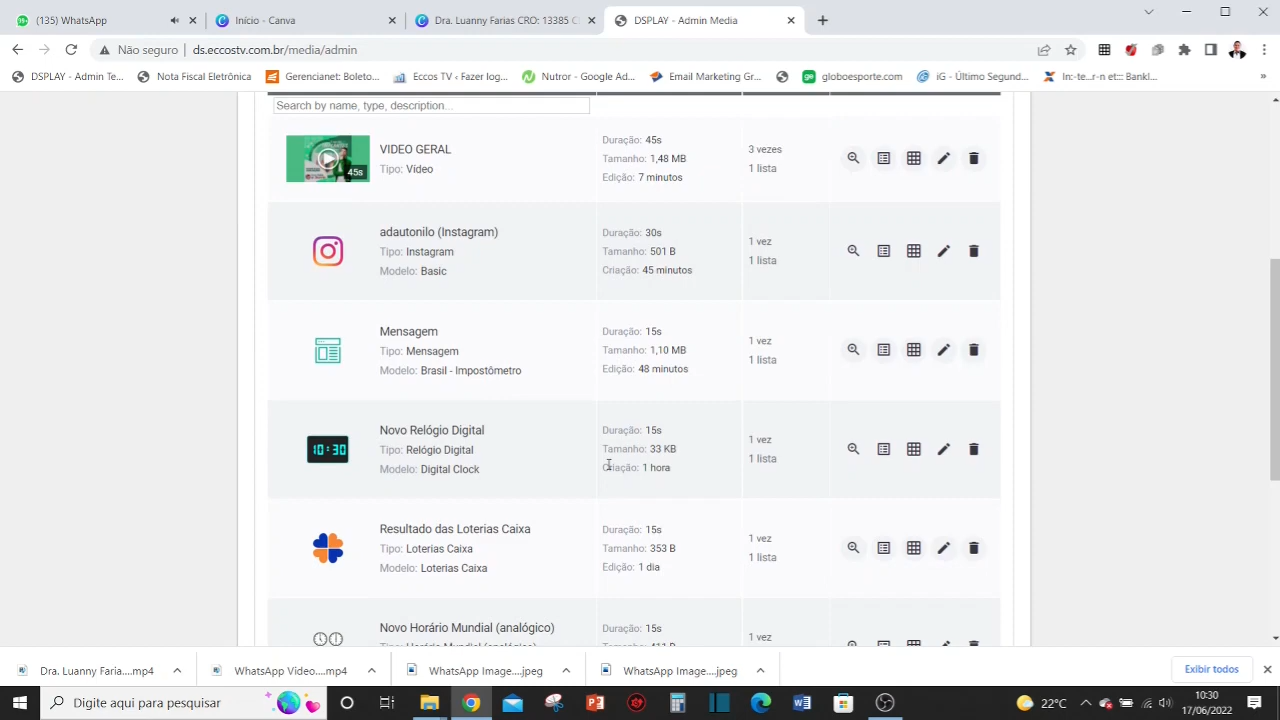 (135) WhatsApp
Início - Canva
Dra. Luanny Farias CRO: 13385 C
DSPLAY - Admin Media
Não seguro
ds.eccostv.com.br/media/admin
DSPLAY - Admin Te...
Nota Fiscal Eletrônica
Gerencianet: Boleto...
Eccos TV ‹ Fazer log...
Nutror - Google Ad...
Email Marketing Gr...
globoesporte.com
iG - Último Segund...
In:-te...r-n et::: Bankl...
»
Search by name, type, description...
45s
VIDEO GERAL
Tipo: Vídeo
Duração: 45s
Tamanho: 1,48 MB
Edição: 7 minutos
3 vezes
1 lista
adautonilo (Instagram)
Tipo: Instagram
Modelo: Basic
Duração: 30s
Tamanho: 501 B
Criação: 45 minutos
1 vez
1 lista
Mensagem
Tipo: Mensagem
Modelo: Brasil - Impostômetro
Duração: 15s
Tamanho: 1,10 MB
Edição: 48 minutos
1 vez
1 lista
10:30
Novo Relógio Digital
Tipo: Relógio Digital
Modelo: Digital Clock
Duração: 15s
Tamanho: 33 KB
Criação: 1 hora
1 vez
1 lista
Resultado das Loterias Caixa
Tipo: Loterias Caixa
Modelo: Loterias Caixa
Duração: 15s
Tamanho: 353 B
Edição: 1 dia
1 vez
1 lista
Novo Horário Mundial (analógico)
Duração: 15s
1 vez
Dra. Luanny Faria....mp4
WhatsApp Video....mp4
WhatsApp Image....jpeg
WhatsApp Image....jpeg
Exibir todos
Digite aqui para pesquisar
22°C
10:30
17/06/2022